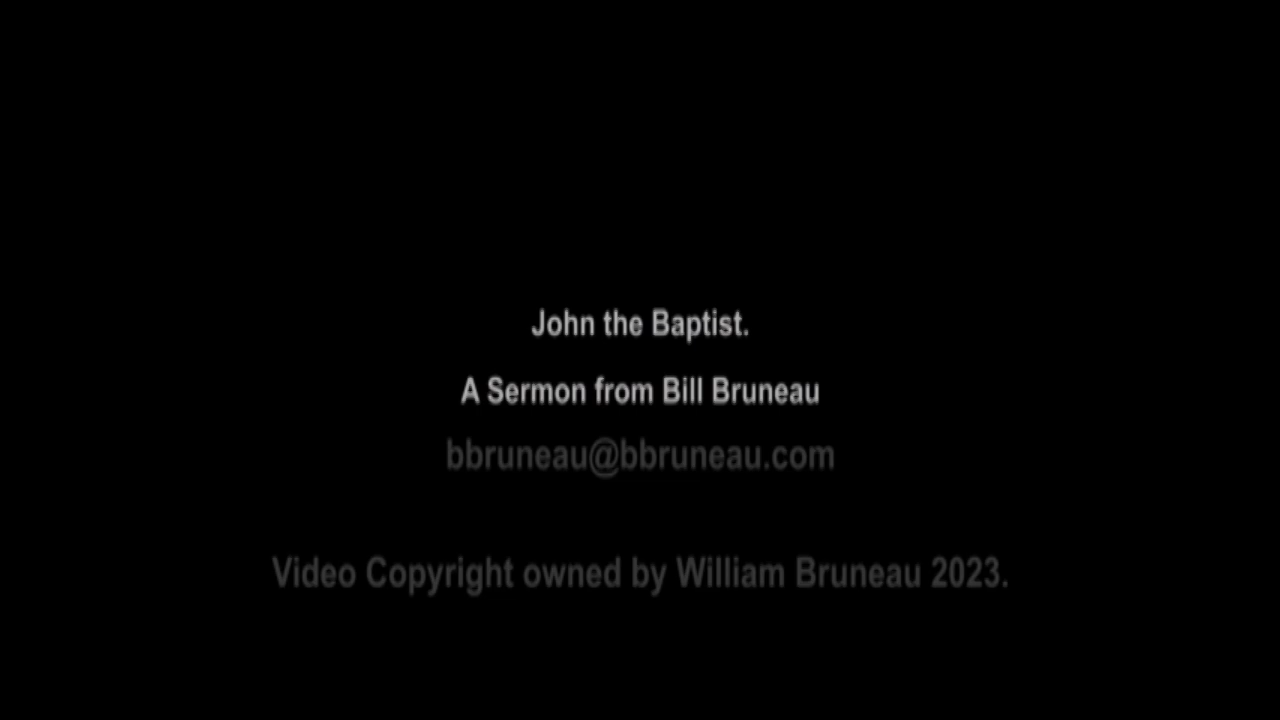 John the Baptist.
A Sermon from Bill Bruneau
bbruneau@bbruneau.com
Video Copyright owned by William Bruneau 2023.